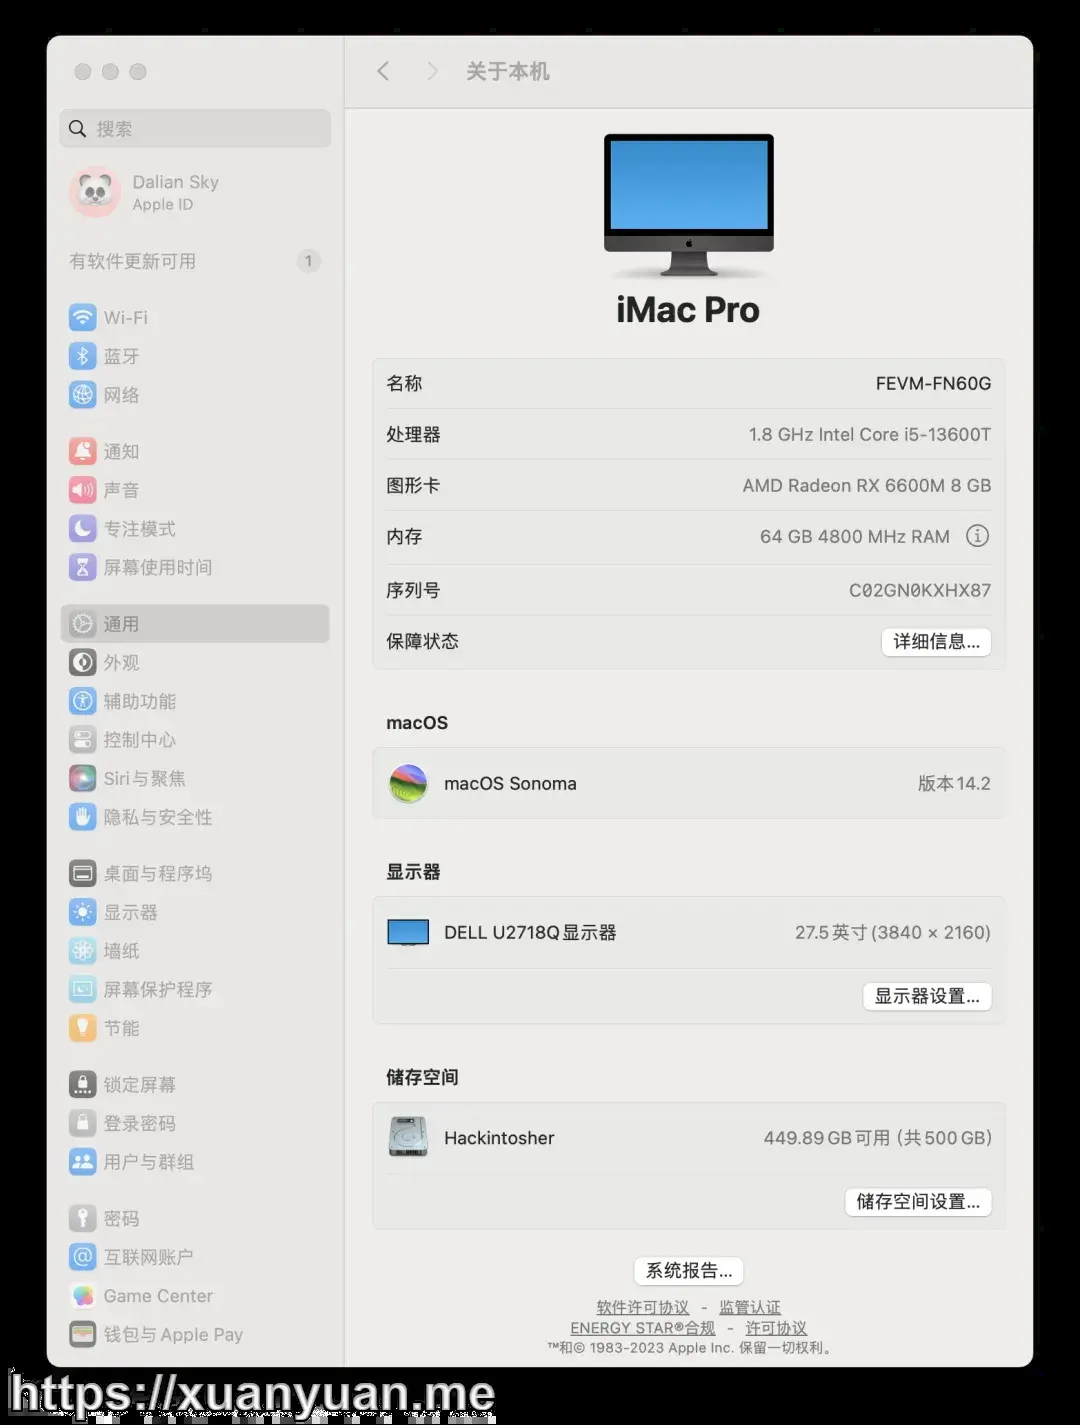 关于本机
搜索
Dalian Sky
Apple ID
有软件更新可用 1
Wi-Fi
蓝牙
网络
通知
声音
专注模式
屏幕使用时间
通用
外观
辅助功能
控制中心
Siri与聚焦
隐私与安全性
桌面与程序坞
显示器
墙纸
屏幕保护程序
节能
锁定屏幕
登录密码
用户与群组
密码
互联网账户
Game Center
钱包与 Apple Pay
iMac Pro
名称 FEVM-FN60G
处理器 1.8 GHz Intel Core i5-13600T
图形卡 AMD Radeon RX 6600M 8 GB
内存 64 GB 4800 MHz RAM
序列号 C02GN0KXHX87
保障状态 详细信息...
macOS
macOS Sonoma 版本14.2
显示器
DELL U2718Q显示器 27.5英寸(3840 × 2160)
显示器设置...
储存空间
Hackintosher 449.89 GB可用 (共500 GB)
储存空间设置...
系统报告...
软件许可协议 - 监管认证
ENERGY STAR®合规 - 许可协议
™和© 1983-2023 Apple Inc. 保留一切权利。
https://xuanyuan.me